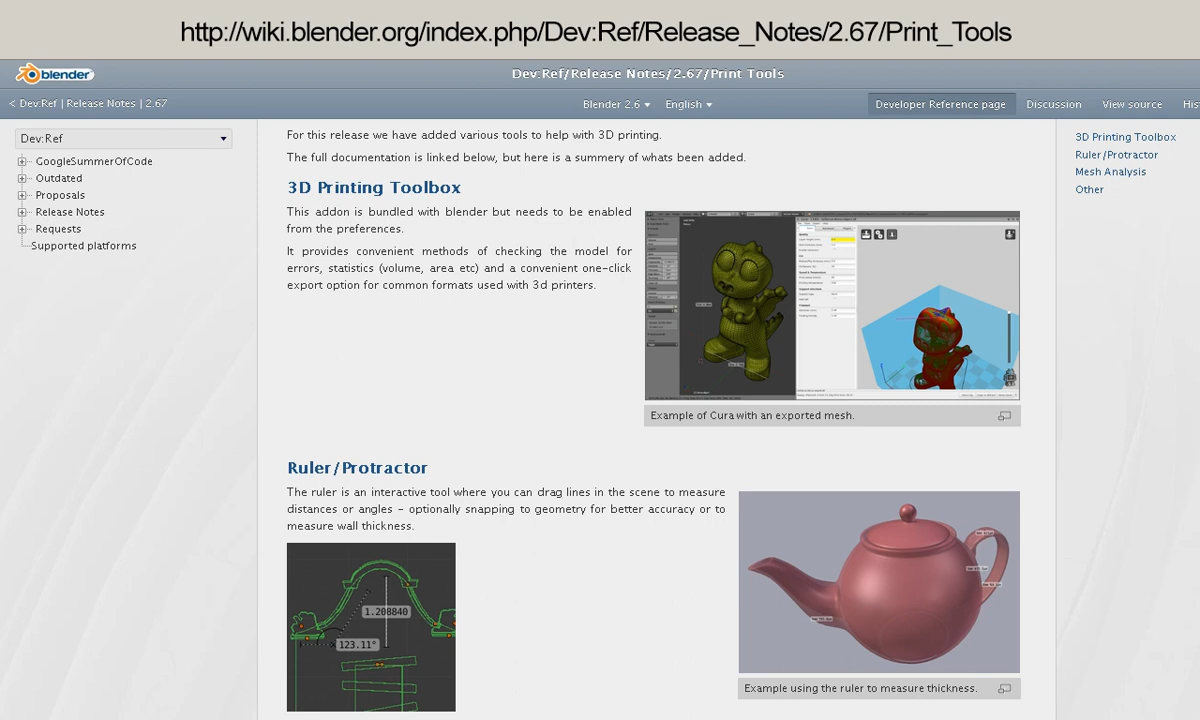 http://wiki.blender.org/index.php/Dev:Ref/Release_Notes/2.67/Print_Tools
blender
Dev:Ref/Release Notes/2.67/Print Tools
< Dev:Ref | Release Notes | 2.67
Blender 2.6
English
Developer Reference page
Discussion
View source
Dev:Ref
GoogleSummerOfCode
Outdated
Proposals
Release Notes
Requests
Supported platforms
For this release we have added various tools to help with 3D printing.
The full documentation is linked below, but here is a summery of whats been added.
3D Printing Toolbox
This addon is bundled with blender but needs to be enabled
from the preferences.
It provides convenient methods of checking the model for
errors, statistics (volume, area etc) and a convenient one-click
export option for common formats used with 3d printers.
Example of Cura with an exported mesh.
Ruler/Protractor
The ruler is an interactive tool where you can drag lines in the scene to measure
distances or angles - optionally snapping to geometry for better accuracy or to
measure wall thickness.
1.208840
123.11°
Example using the ruler to measure thickness.
3D Printing Toolbox
Ruler/Protractor
Mesh Analysis
Other